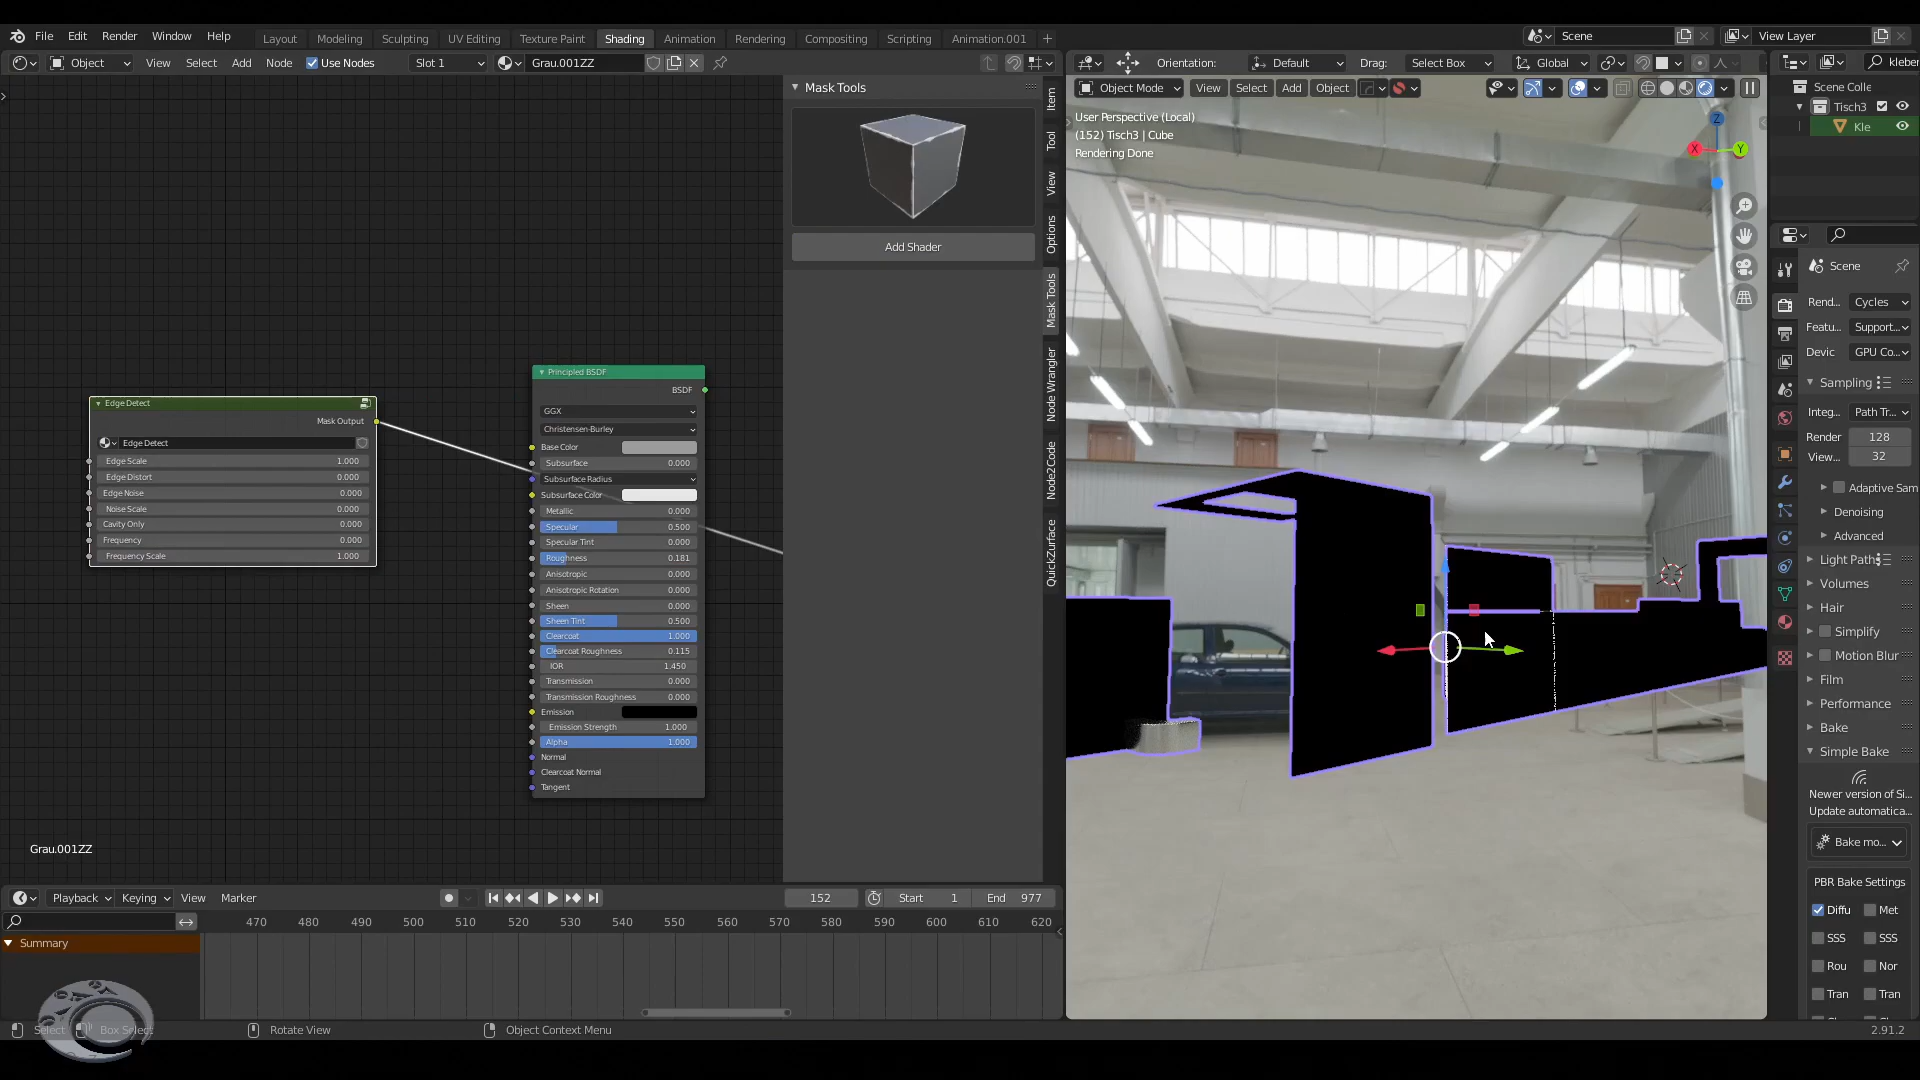 File Edit Render Window Help
Layout Modeling Sculpting UV Editing Texture Paint Shading Animation Rendering Compositing Scripting Animation.001 +
Scene
View Layer
Object View Select Add Node Use Nodes Slot 1 Grau.001ZZ
Orientation: Default Drag: Select Box Global
kleber
Mask Tools
Add Shader
Item
Tool
View
Options
Mask Tools
Node Wrangler
Node2Code
QuickZurface
Object Mode View Select Add Object
User Perspective (Local)
(152) Tisch3 | Cube
Rendering Done
Z
X
Y
Edge Detect
Mask Output
Edge Detect
Edge Scale 1.000
Edge Distort 0.000
Edge Noise 0.000
Noise Scale 0.000
Cavity Only 0.000
Frequency 0.000
Frequency Scale 1.000
Principled BSDF
BSDF
GGX
Christensen-Burley
Base Color
Subsurface 0.000
Subsurface Radius
Subsurface Color
Metallic 0.000
Specular 0.500
Specular Tint 0.000
Roughness 0.181
Anisotropic 0.000
Anisotropic Rotation 0.000
Sheen 0.000
Sheen Tint 0.500
Clearcoat 1.000
Clearcoat Roughness 0.115
IOR 1.450
Transmission 0.000
Transmission Roughness 0.000
Emission
Emission Strength 1.000
Alpha 1.000
Normal
Clearcoat Normal
Tangent
Grau.001ZZ
Scene Colle
Tisch3
Kle
Scene
Rend... Cycles
Featu... Support...
Devic GPU Co...
Sampling
Integ... Path Tr...
Render 128
View... 32
Adaptive Sam
Denoising
Advanced
Light Paths
Volumes
Hair
Simplify
Motion Blur
Film
Performance
Bake
Simple Bake
Newer version of Si...
Update automatica...
Bake mo...
PBR Bake Settings
Diffu Met
SSS SSS
Rou Nor
Tran Tran
Playback Keying View Marker
152 Start 1 End 977
470 480 490 500 510 520 530 540 550 560 570 580 590 600 610 620
Summary
Select Box Select Rotate View Object Context Menu
2.91.2